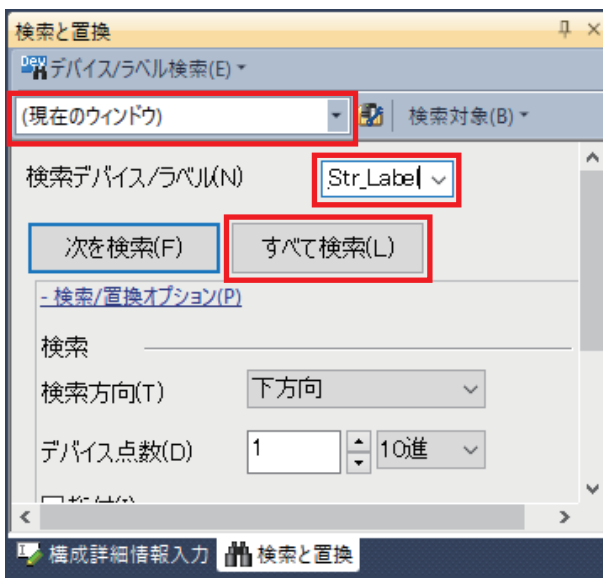 検索と置換
Dev デバイス/ラベル検索(E)
(現在のウィンドウ) 検索対象(B)
検索デバイス/ラベル(N) Str_Label
次を検索(F) すべて検索(L)
- 検索/置換オプション(P)
検索
検索方向(T) 下方向
デバイス点数(D) 1 10進
構成詳細情報入力 検索と置換